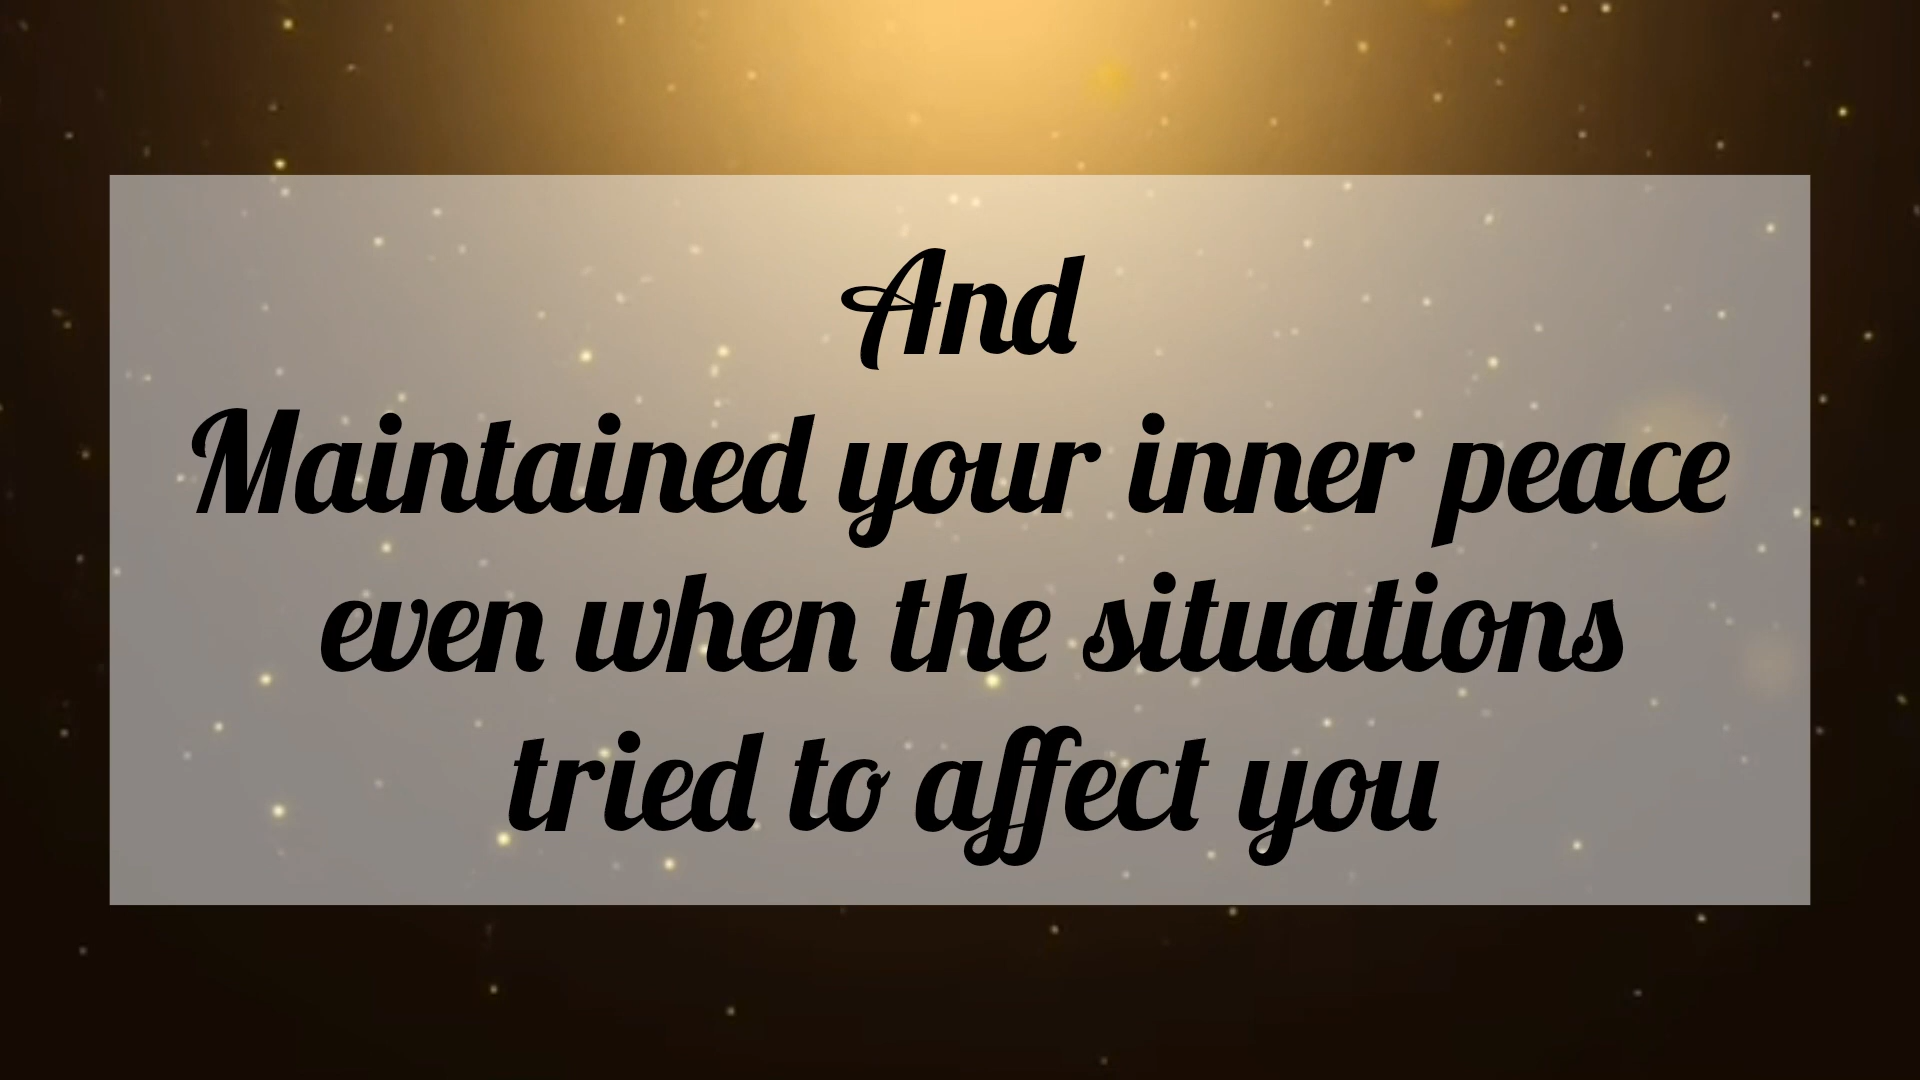 And
Maintained your inner peace
even when the situations
tried to affect you